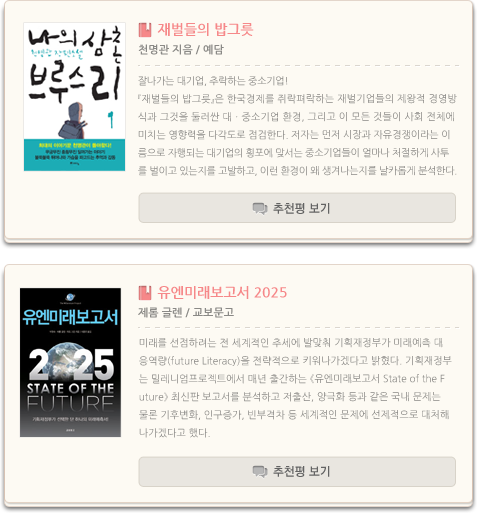 나의 삼촌
브루스 리
1
재벌들의 밥그릇
천명관 지음 / 예담
잘나가는 대기업, 추락하는 중소기업!
『재벌들의 밥그릇』은 한국경제를 쥐락펴락하는 재벌기업들의 제왕적 경영방
식과 그것을 둘러싼 대·중소기업 환경, 그리고 이 모든 것들이 사회 전체에
미치는 영향력을 다각도로 점검한다. 저자는 먼저 시장과 자유경쟁이라는 이
름으로 자행되는 대기업의 횡포에 맞서는 중소기업들이 얼마나 처절하게 사투
를 벌이고 있는지를 고발하고, 이런 환경이 왜 생겨나는지를 날카롭게 분석한다.
추천평 보기
유엔미래보고서
2025
STATE OF THE
FUTURE
유엔미래보고서 2025
제롬 글렌 / 교보문고
미래를 선점하려는 전 세계적인 추세에 발맞춰 기획재정부가 미래예측 대
응역량(future Literacy)을 전략적으로 키워나가겠다고 밝혔다. 기획재정부
는 밀레니엄프로젝트에서 매년 출간하는 〈유엔미래보고서 State of the F
uture〉 최신판 보고서를 분석하고 저출산, 양극화 등과 같은 국내 문제는
물론 기후변화, 인구증가, 빈부격차 등 세계적인 문제에 선제적으로 대처해
나가겠다고 했다.
추천평 보기